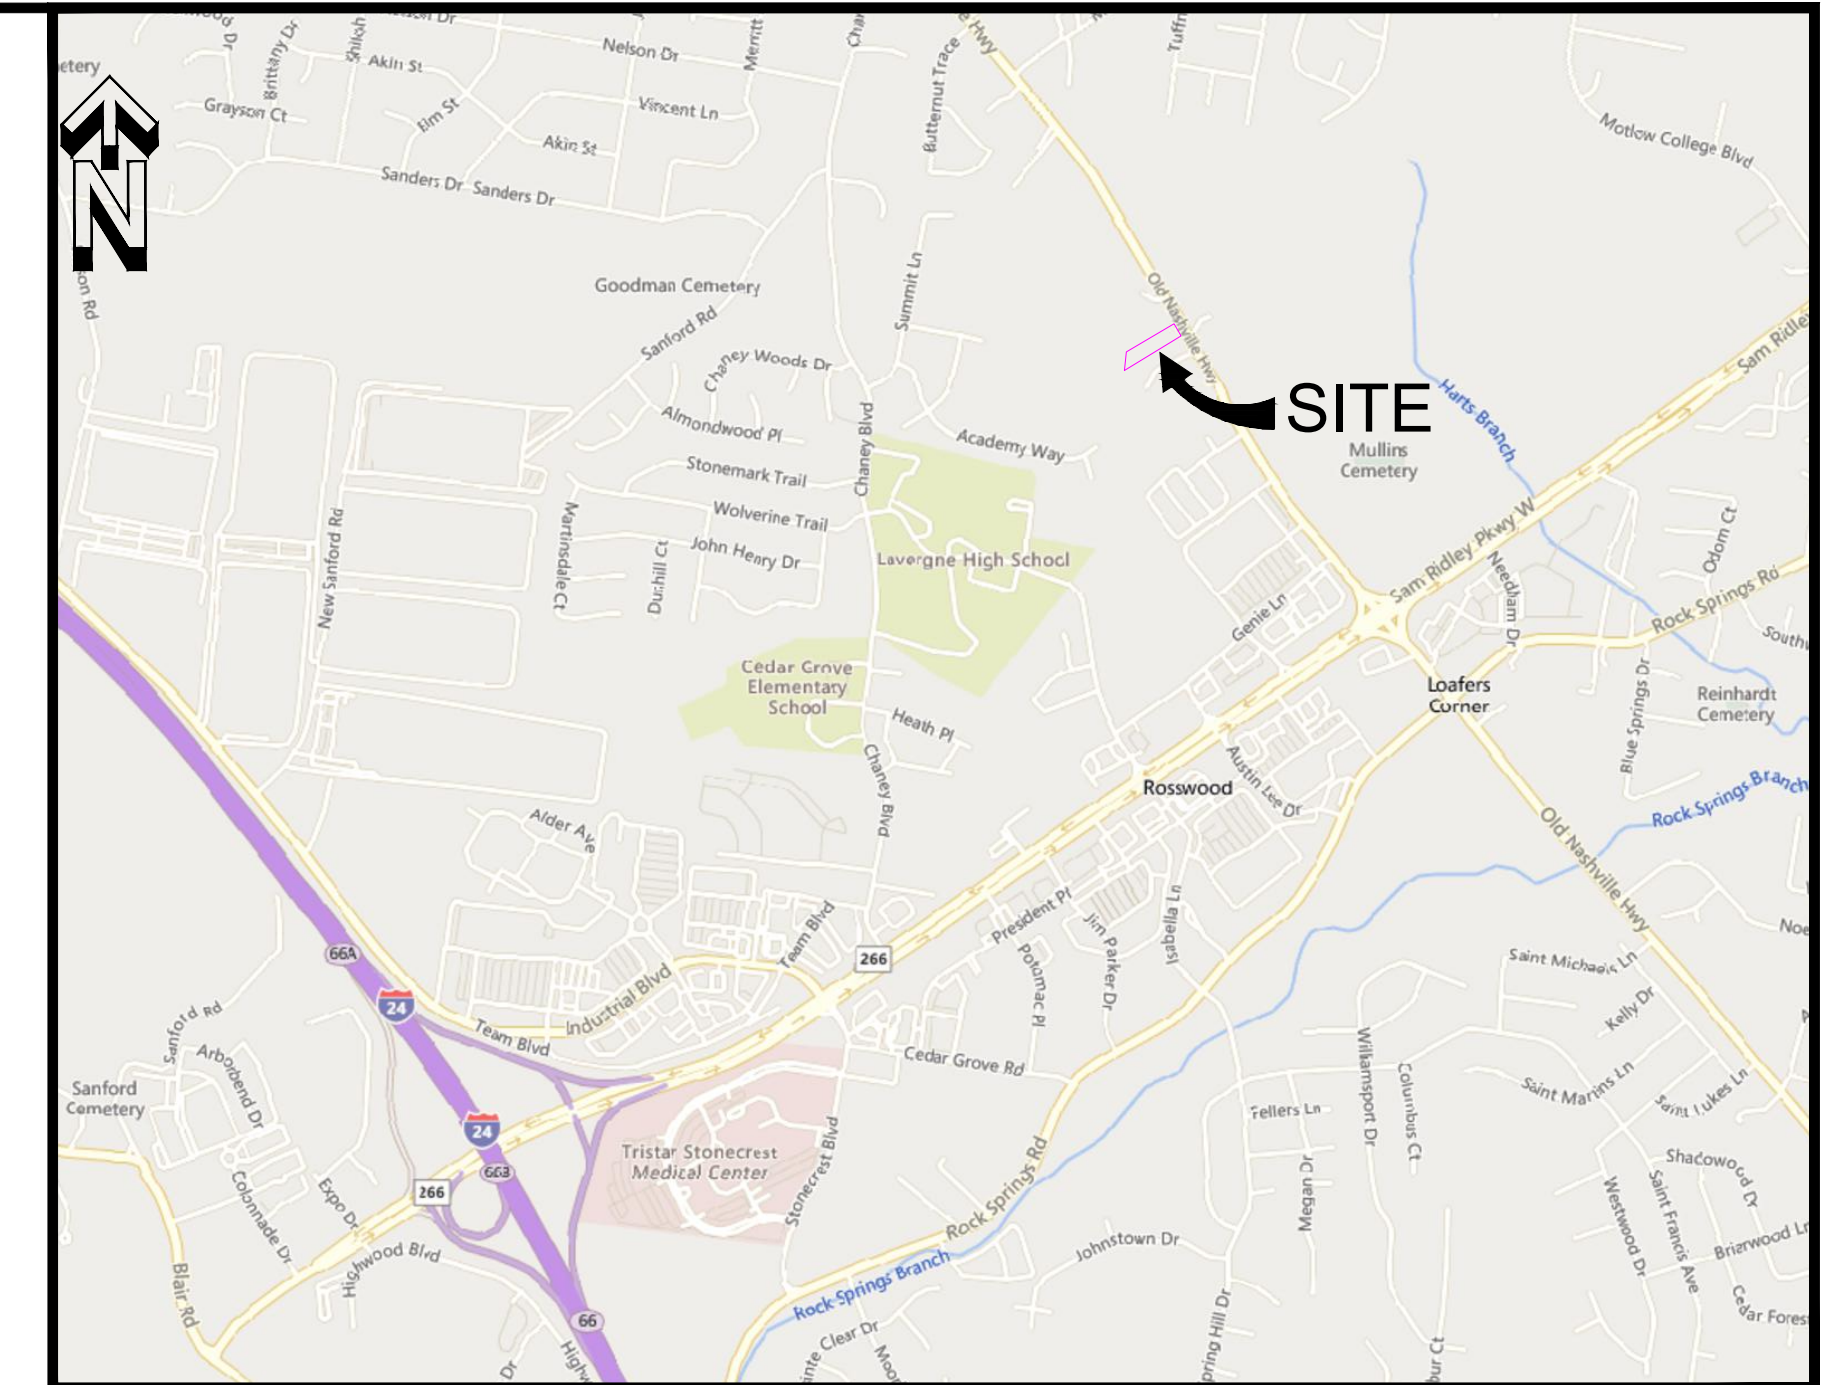 Nelson Dr
Merritt
Akin St
Brittany Dr
Shiloh
Grayson Ct
Elm St
Vincent Ln
Akin St
Butternut Trace
Hwy
Motlow College Blvd
Sanders Dr
Sanders Dr
N
Goodman Cemetery
Summit Ln
Old Nashville Hwy
Sanford Rd
Sam Ridley
Chaney Woods Dr
SITE
Harts Branch
Almondwood Pl
Chaney Blvd
Academy Way
Mullins
Cemetery
Stonemark Trail
Wolverine Trail
Martinsdale Ct
New Sanford Rd
John Henry Dr
Lavergne High School
Sam Ridley Pkwy W
Needham Dr
Odom Ct
Rock Springs Rd
Genie Ln
Cedar Grove
Elementary
School
Loafers
Corner
Blue Springs Dr
Reinhardt
Cemetery
Heath Pl
Chaney Blvd
Rosswood
Austin Lee Dr
Rock Springs Branch
Alder Ave
Old Nashville Hwy
Team Blvd
President Pl
Isabella Ln
Jim Parker Dr
Potomac Pl
66A
266
24
Industrial Blvd
Team Blvd
Saint Michaels Ln
Kelly Dr
Sanford Rd
Arborbend Dr
Cedar Grove Rd
Williamsport Dr
Columbus Ct
Saint Martins Ln
Saint Lukes Ln
Sanford
Cemetery
24
Fellers Ln
Tristar Stonecrest
Medical Center
Stonecrest Blvd
Rock Springs Rd
Megan Dr
66B
266
Colonnade Dr
Expo Dr
Highwood Blvd
Johnstown Dr
Westwood Dr
Saint Francis Ave
Shadowood Dr
Briarwood Ln
Blair Rd
Rock Springs Branch
66
Clear Dr